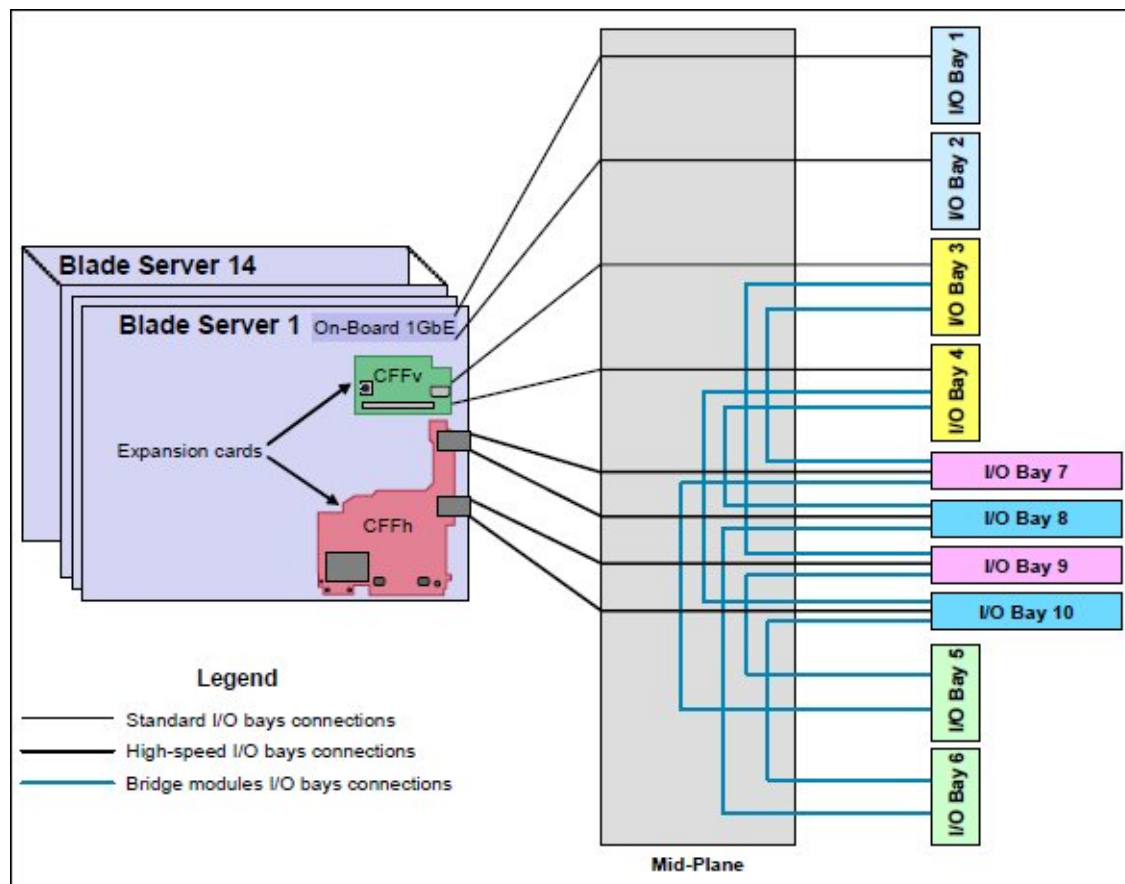 Blade Server 14
Blade Server 1
On-Board 1GbE
CFFv
Expansion cards
CFFh
Legend
Standard I/O bays connections
High-speed I/O bays connections
Bridge modules I/O bays connections
Mid-Plane
I/O Bay 1
I/O Bay 2
I/O Bay 3
I/O Bay 4
I/O Bay 7
I/O Bay 8
I/O Bay 9
I/O Bay 10
I/O Bay 5
I/O Bay 6